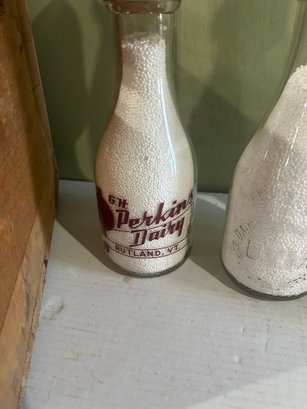 G.H.
Perkins
Dairy
RUTLAND, VT.